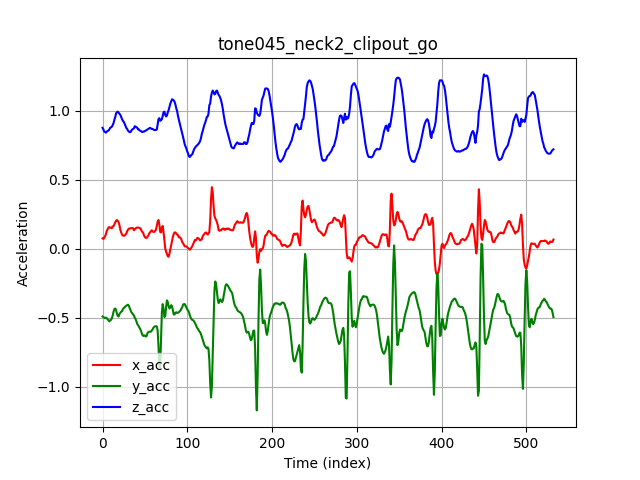 tone045_neck2_clipout_go
Acceleration
1.0
0.5
0.0
−0.5
−1.0
x_acc
y_acc
z_acc
0 100 200 300 400 500
Time (index)